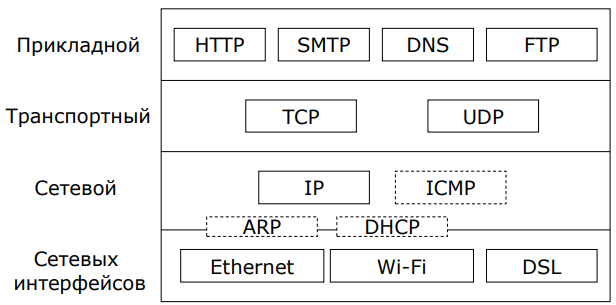 Прикладной
HTTP SMTP DNS FTP
Транспортный
TCP UDP
Сетевой
IP ICMP
ARP DHCP
Сетевых
интерфейсов
Ethernet Wi-Fi DSL